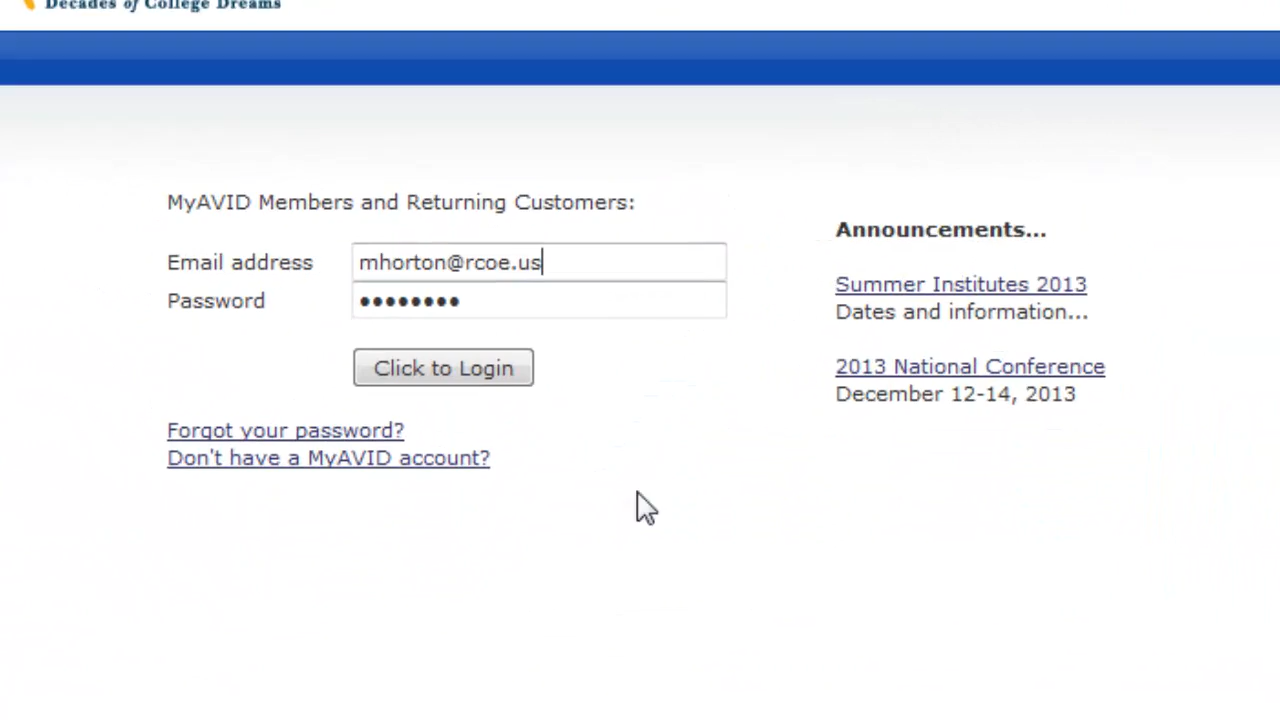 Decades of College Dreams
MyAVID Members and Returning Customers:
Email address mhorton@rcoe.us
Password ••••••••
Click to Login
Forgot your password?
Don't have a MyAVID account?
Announcements...
Summer Institutes 2013
Dates and information...
2013 National Conference
December 12-14, 2013